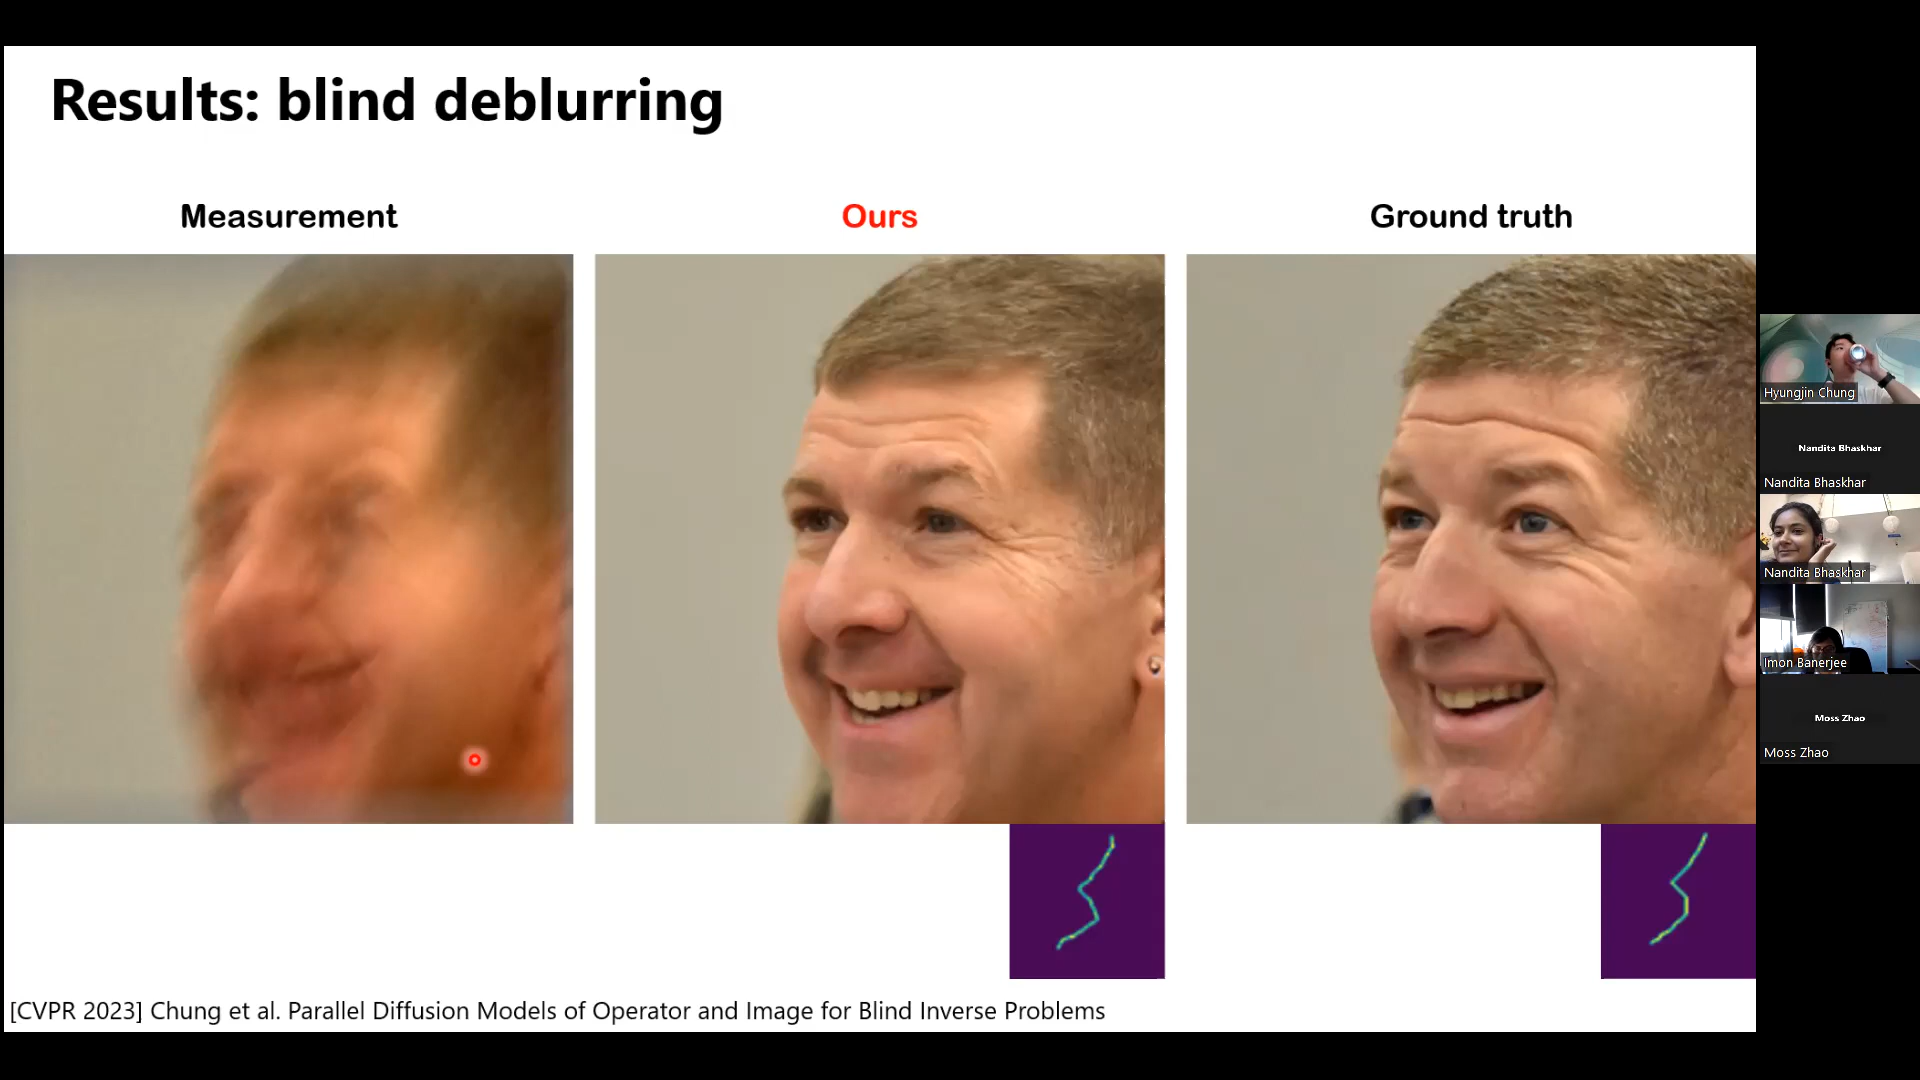 Results: blind deblurring
Measurement
Ours
Ground truth
[CVPR 2023] Chung et al. Parallel Diffusion Models of Operator and Image for Blind Inverse Problems
Hyungjin Chung
Nandita Bhaskhar
Nandita Bhaskhar
Nandita Bhaskhar
Imon Banerjee
Moss Zhao
Moss Zhao